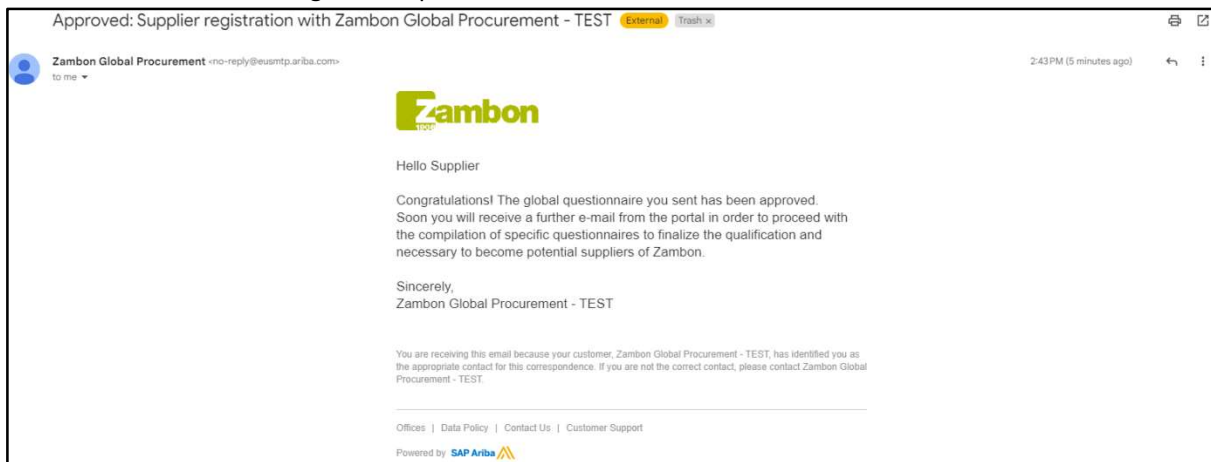 Approved: Supplier registration with Zambon Global Procurement - TEST External Trash x
Zambon Global Procurement <no-reply@eusmtp.ariba.com> 2:43 PM (5 minutes ago)
to me
Zambon
1906
Hello Supplier
Congratulations! The global questionnaire you sent has been approved.
Soon you will receive a further e-mail from the portal in order to proceed with
the compilation of specific questionnaires to finalize the qualification and
necessary to become potential suppliers of Zambon.
Sincerely,
Zambon Global Procurement - TEST
You are receiving this email because your customer, Zambon Global Procurement - TEST, has identified you as
the appropriate contact for this correspondence. If you are not the correct contact, please contact Zambon Global
Procurement - TEST.
Offices | Data Policy | Contact Us | Customer Support
Powered by SAP Ariba